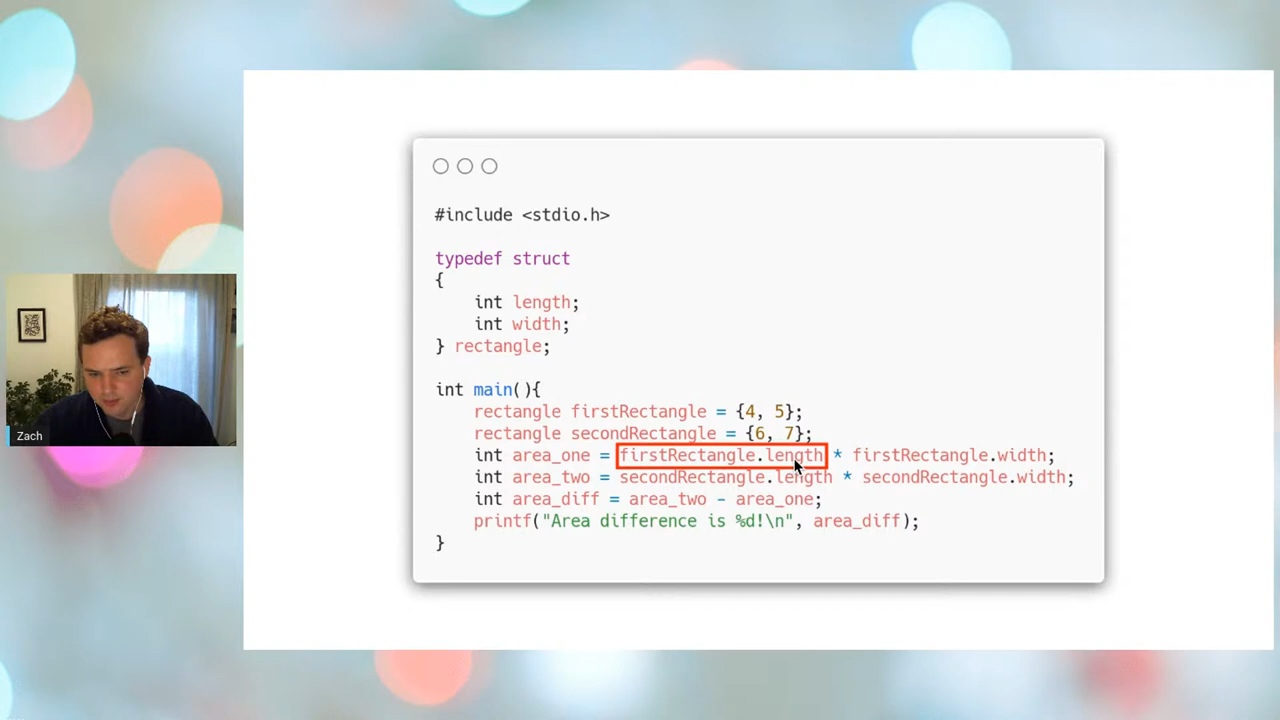 #include <stdio.h>
typedef struct
{
    int length;
    int width;
} rectangle;
int main(){
    rectangle firstRectangle = {4, 5};
    rectangle secondRectangle = {6, 7};
    int area_one = firstRectangle.length * firstRectangle.width;
    int area_two = secondRectangle.length * secondRectangle.width;
    int area_diff = area_two - area_one;
    printf("Area difference is %d!\n", area_diff);
}
Zach